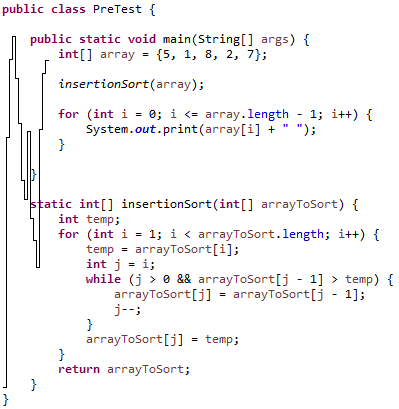 public class PreTest {
public static void main(String[] args) {
int[] array = {5, 1, 8, 2, 7};
insertionSort(array);
for (int i = 0; i <= array.length - 1; i++) {
System.out.print(array[i] + " ");
}
}
static int[] insertionSort(int[] arrayToSort) {
int temp;
for (int i = 1; i < arrayToSort.length; i++) {
temp = arrayToSort[i];
int j = i;
while (j > 0 && arrayToSort[j - 1] > temp) {
arrayToSort[j] = arrayToSort[j - 1];
j--;
}
arrayToSort[j] = temp;
}
return arrayToSort;
}
}